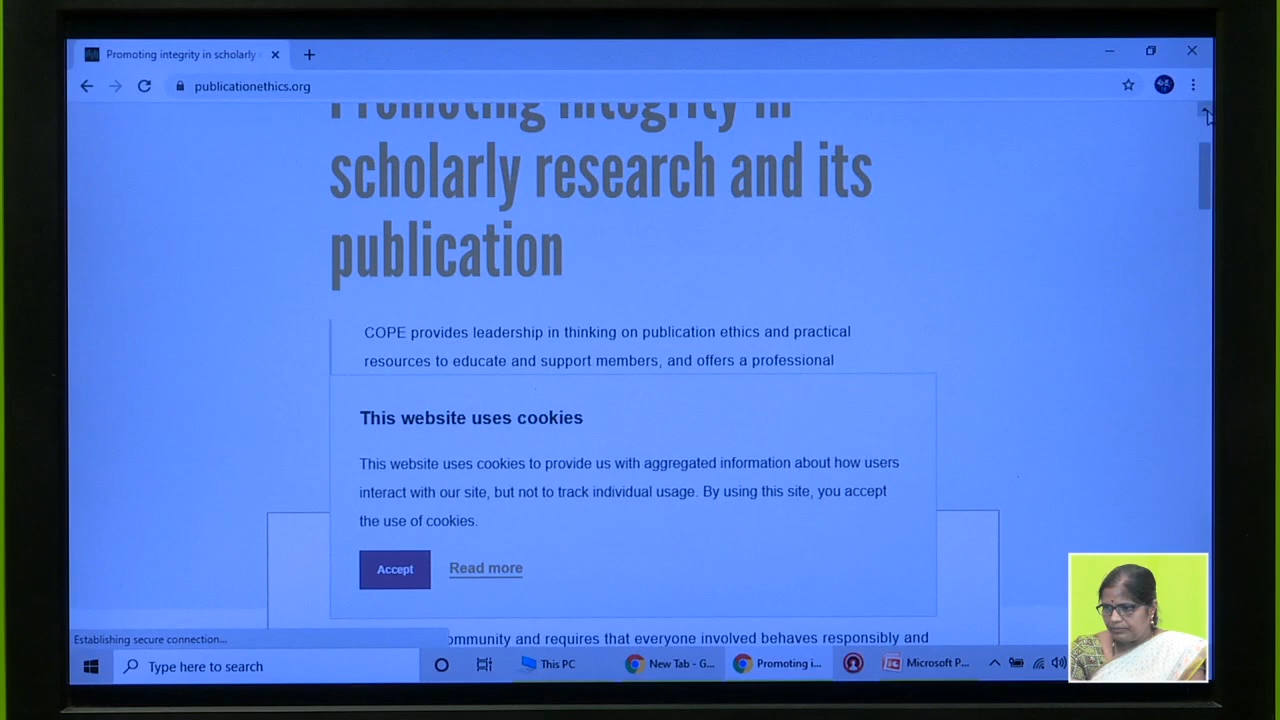 Promoting integrity in scholarly
publicationethics.org
Promoting integrity in
scholarly research and its
publication
COPE provides leadership in thinking on publication ethics and practical
resources to educate and support members, and offers a professional
This website uses cookies
This website uses cookies to provide us with aggregated information about how users
interact with our site, but not to track individual usage. By using this site, you accept
the use of cookies.
Accept
Read more
Establishing secure connection...
ommunity and requires that everyone involved behaves responsibly and
Type here to search
This PC
New Tab - G...
Promoting i...
Microsoft P...